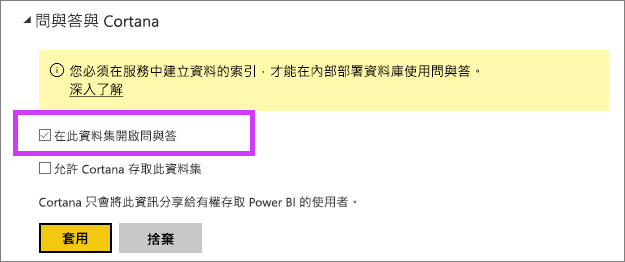 問與答與 Cortana
您必須在服務中建立資料的索引，才能在內部部署資料庫使用問與答。
深入了解
在此資料集開啟問與答
允許 Cortana 存取此資料集
Cortana 只會將此資訊分享給有權存取 Power BI 的使用者。
套用 捨棄